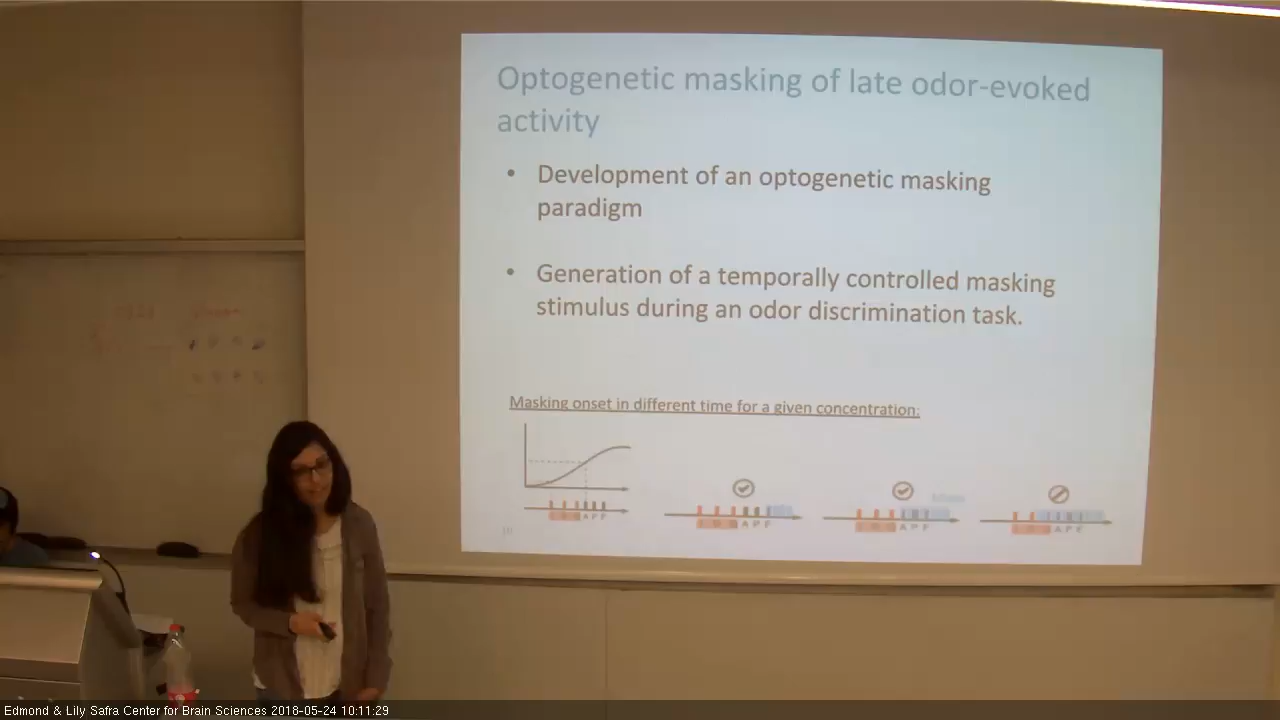 Optogenetic masking of late odor-evoked
activity
• Development of an optogenetic masking
paradigm
• Generation of a temporally controlled masking
stimulus during an odor discrimination task.
Masking onset in different time for a given concentration:
A P F
A P F
A P F
A P F
Edmond & Lily Safra Center for Brain Sciences 2018-05-24 10:11:29